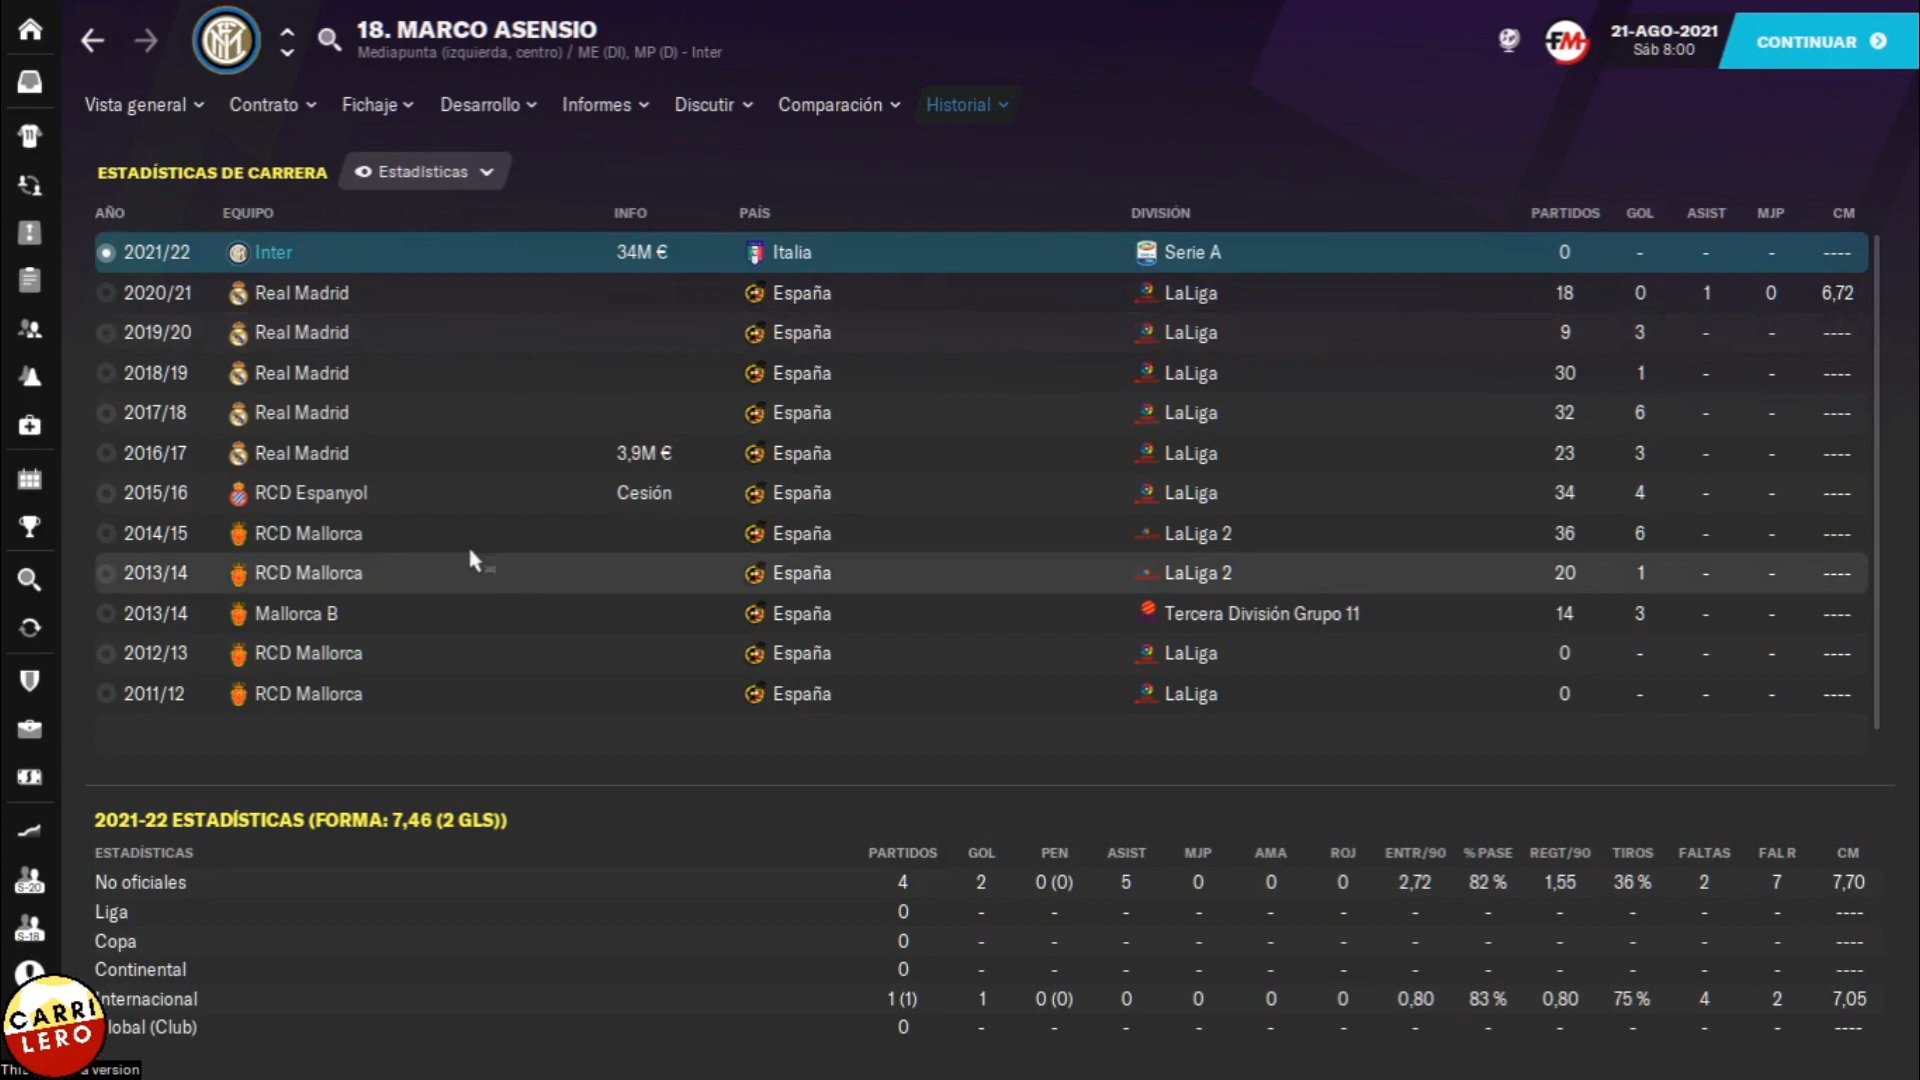 18. MARCO ASENSIO
Mediapunta (izquierda, centro) / ME (DI), MP (D) - Inter
FM
21-AGO-2021
Sáb 8:00
CONTINUAR
Vista general Contrato Fichaje Desarrollo Informes Discutir Comparación Historial
ESTADÍSTICAS DE CARRERA Estadísticas
AÑO EQUIPO INFO PAÍS DIVISIÓN PARTIDOS GOL ASIST MJP CM
2021/22 Inter 34M € Italia Serie A 0 - - - ----
2020/21 Real Madrid España LaLiga 18 0 1 0 6,72
2019/20 Real Madrid España LaLiga 9 3 - - ----
2018/19 Real Madrid España LaLiga 30 1 - - ----
2017/18 Real Madrid España LaLiga 32 6 - - ----
2016/17 Real Madrid 3,9M € España LaLiga 23 3 - - ----
2015/16 RCD Espanyol Cesión España LaLiga 34 4 - - ----
2014/15 RCD Mallorca España LaLiga 2 36 6 - - ----
2013/14 RCD Mallorca España LaLiga 2 20 1 - - ----
2013/14 Mallorca B España Tercera División Grupo 11 14 3 - - ----
2012/13 RCD Mallorca España LaLiga 0 - - - ----
2011/12 RCD Mallorca España LaLiga 0 - - - ----
2021-22 ESTADÍSTICAS (FORMA: 7,46 (2 GLS))
ESTADÍSTICAS PARTIDOS GOL PEN ASIST MJP AMA ROJ ENTR/90 % PASE REGT/90 TIROS FALTAS FAL R CM
No oficiales 4 2 0 (0) 5 0 0 0 2,72 82 % 1,55 36 % 2 7 7,70
Liga 0 - - - - - - - - - - - - ----
Copa 0 - - - - - - - - - - - - ----
Continental 0 - - - - - - - - - - - - ----
nternacional 1 (1) 1 0 (0) 0 0 0 0 0,80 83 % 0,80 75 % 4 2 7,05
lobal (Club) 0 - - - - - - - - - - - - ----
S-20
S-18
CARRI
LERO
version